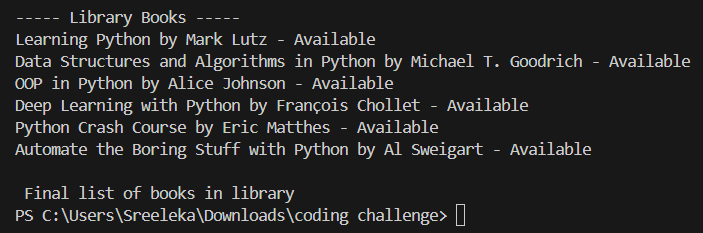 ----- Library Books -----
Learning Python by Mark Lutz - Available
Data Structures and Algorithms in Python by Michael T. Goodrich - Available
OOP in Python by Alice Johnson - Available
Deep Learning with Python by François Chollet - Available
Python Crash Course by Eric Matthes - Available
Automate the Boring Stuff with Python by Al Sweigart - Available
Final list of books in library
PS C:\Users\Sreeleka\Downloads\coding challenge>